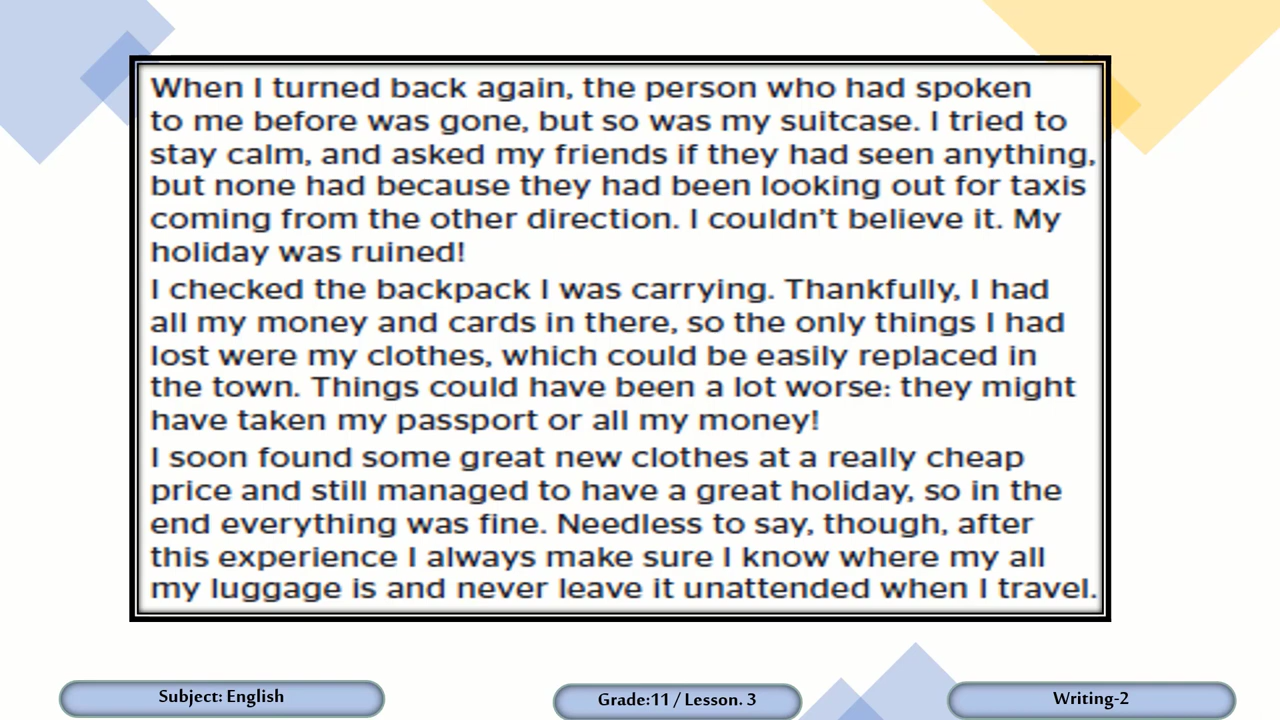 When I turned back again, the person who had spoken
to me before was gone, but so was my suitcase. I tried to
stay calm, and asked my friends if they had seen anything,
but none had because they had been looking out for taxis
coming from the other direction. I couldn't believe it. My
holiday was ruined!
I checked the backpack I was carrying. Thankfully, I had
all my money and cards in there, so the only things I had
lost were my clothes, which could be easily replaced in
the town. Things could have been a lot worse: they might
have taken my passport or all my money!
I soon found some great new clothes at a really cheap
price and still managed to have a great holiday, so in the
end everything was fine. Needless to say, though, after
this experience I always make sure I know where my all
my luggage is and never leave it unattended when I travel.
Subject: English
Grade:11 / Lesson. 3
Writing-2